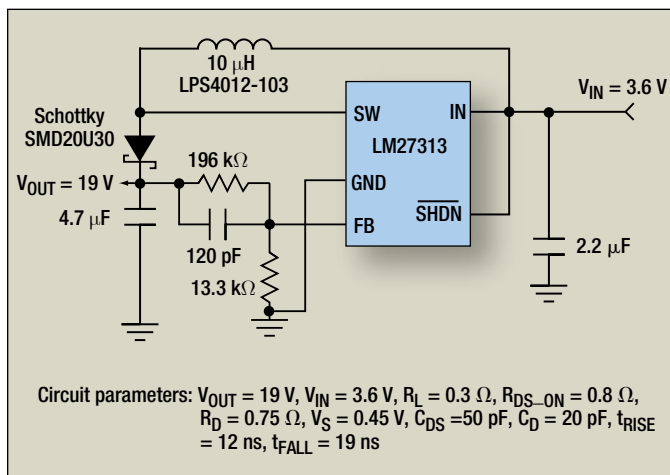 10 μH
LPS4012-103
V_IN = 3.6 V
Schottky
SMD20U30
SW
IN
LM27313
196 kΩ
V_OUT = 19 V
GND
SHDN
4.7 μF
FB
120 pF
2.2 μF
13.3 kΩ
Circuit parameters: V_OUT = 19 V, V_IN = 3.6 V, R_L = 0.3 Ω, R_DS_ON = 0.8 Ω,
R_D = 0.75 Ω, V_S = 0.45 V, C_DS =50 pF, C_D = 20 pF, t_RISE
= 12 ns, t_FALL = 19 ns